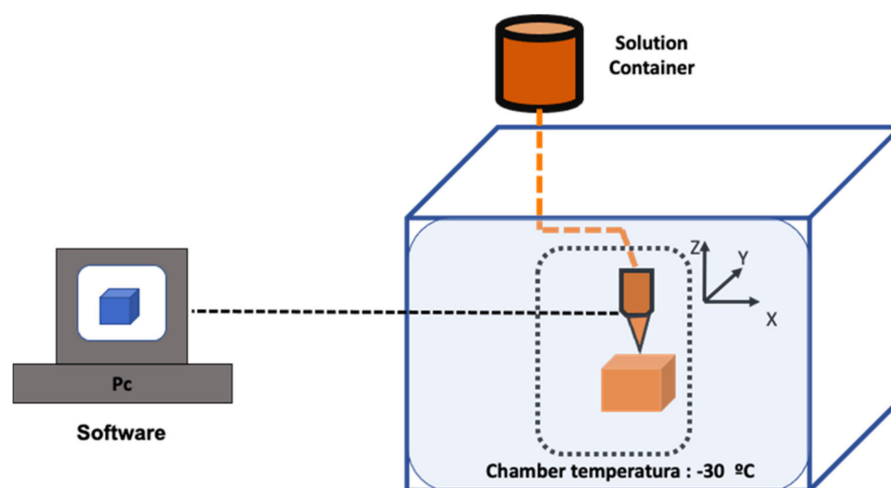 Solution
Container
Z
Y
X
Pc
Software
Chamber temperatura : -30 ºC